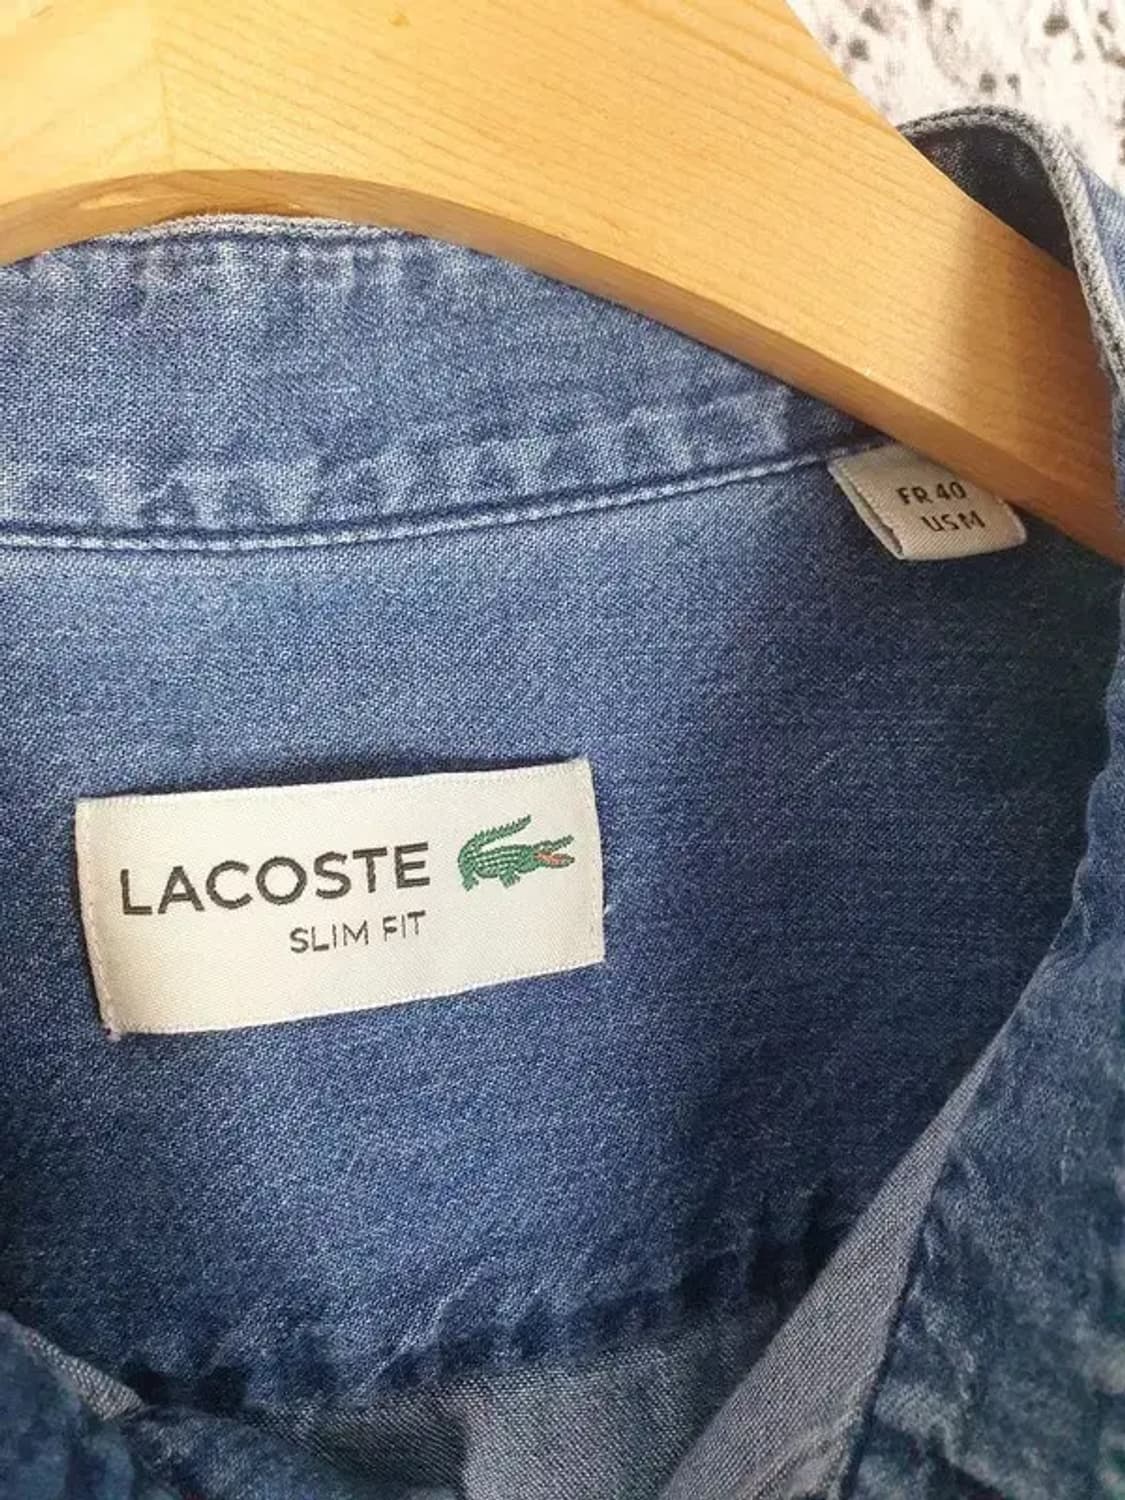 FR 40
US M
LACOSTE
SLIM FIT